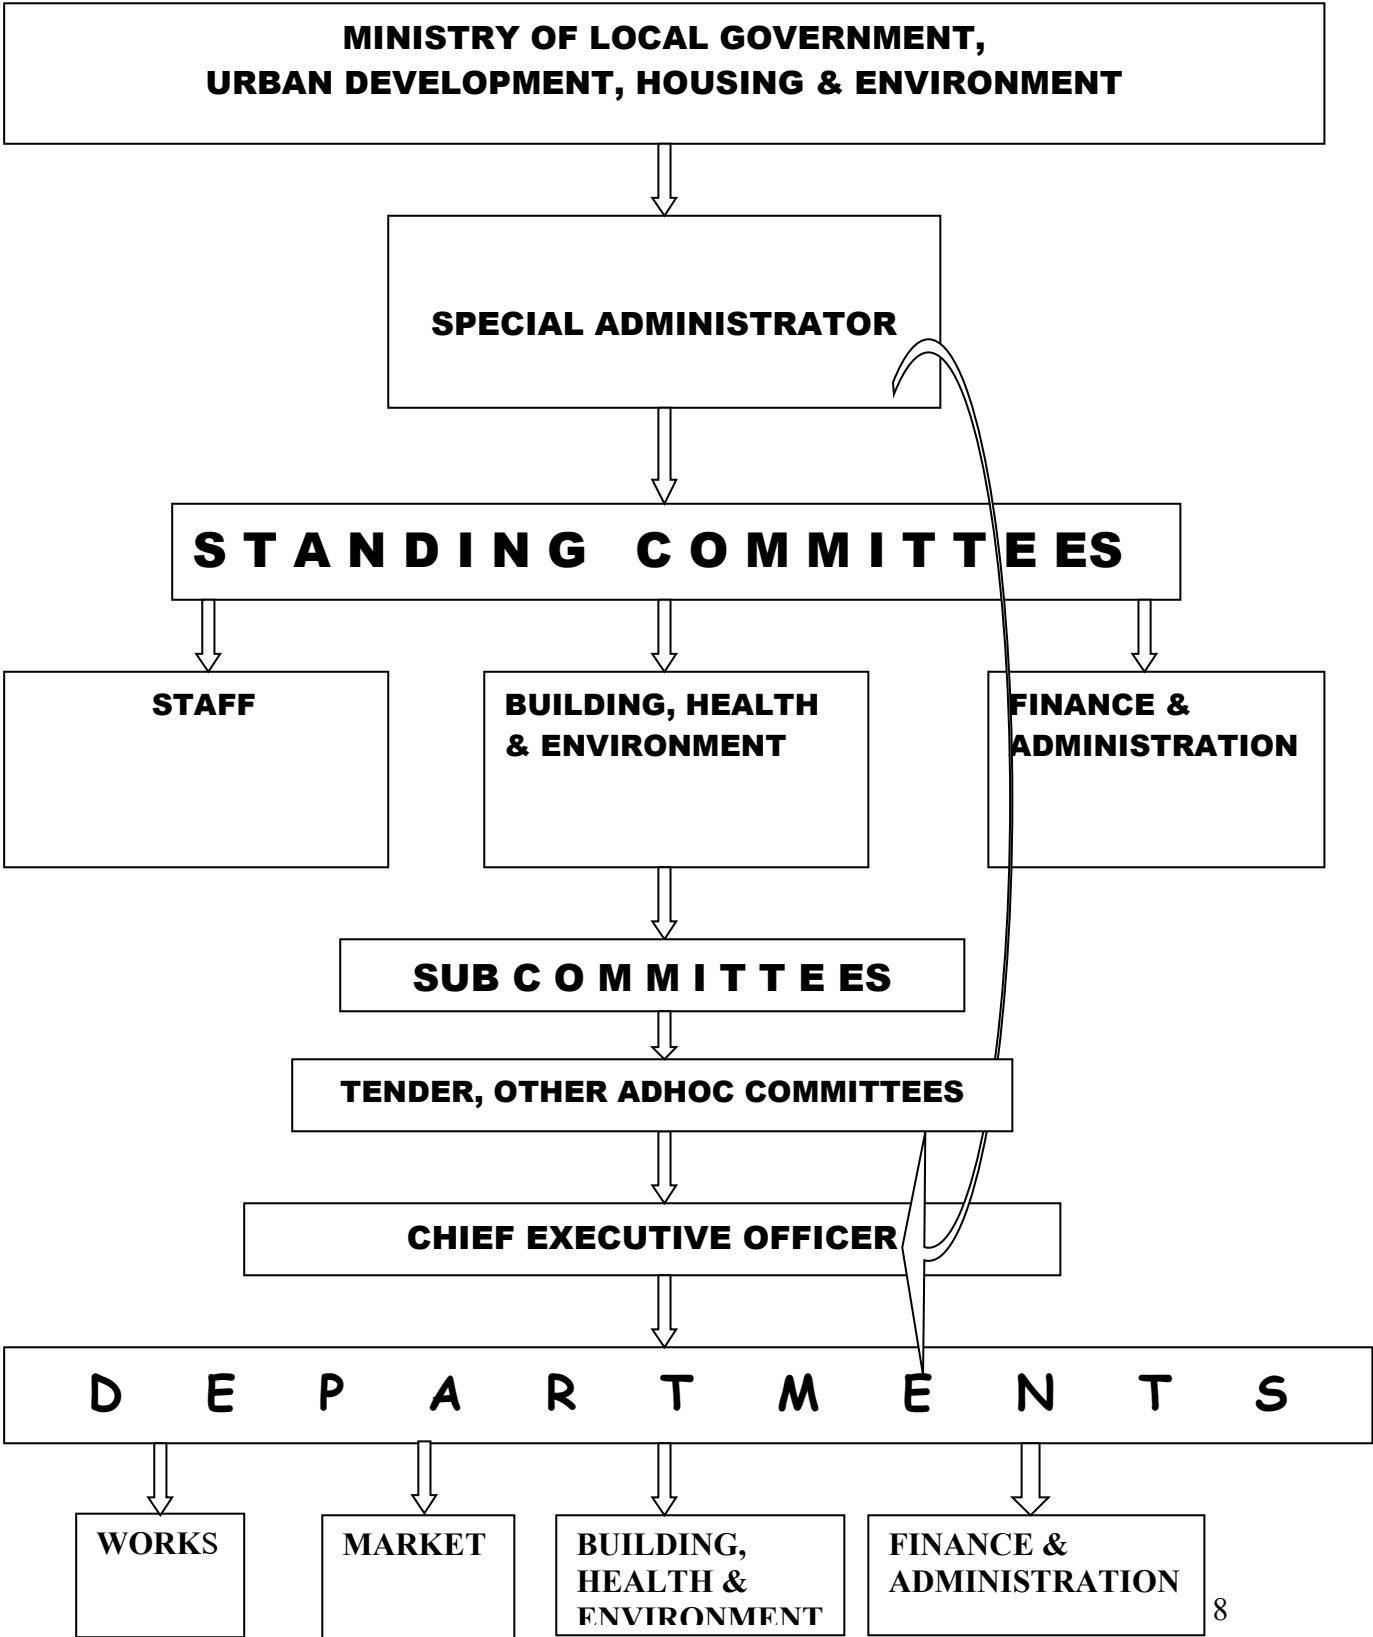 MINISTRY OF LOCAL GOVERNMENT,
URBAN DEVELOPMENT, HOUSING & ENVIRONMENT
SPECIAL ADMINISTRATOR
S T A N D I N G C O M M I T T E ES
STAFF
BUILDING, HEALTH
& ENVIRONMENT
FINANCE &
ADMINISTRATION
SUB C O M M I T T E ES
TENDER, OTHER ADHOC COMMITTEES
CHIEF EXECUTIVE OFFICER
D E P A R T M E N T S
WORKS
MARKET
BUILDING,
HEALTH &
ENVIRONMENT
FINANCE &
ADMINISTRATION
8